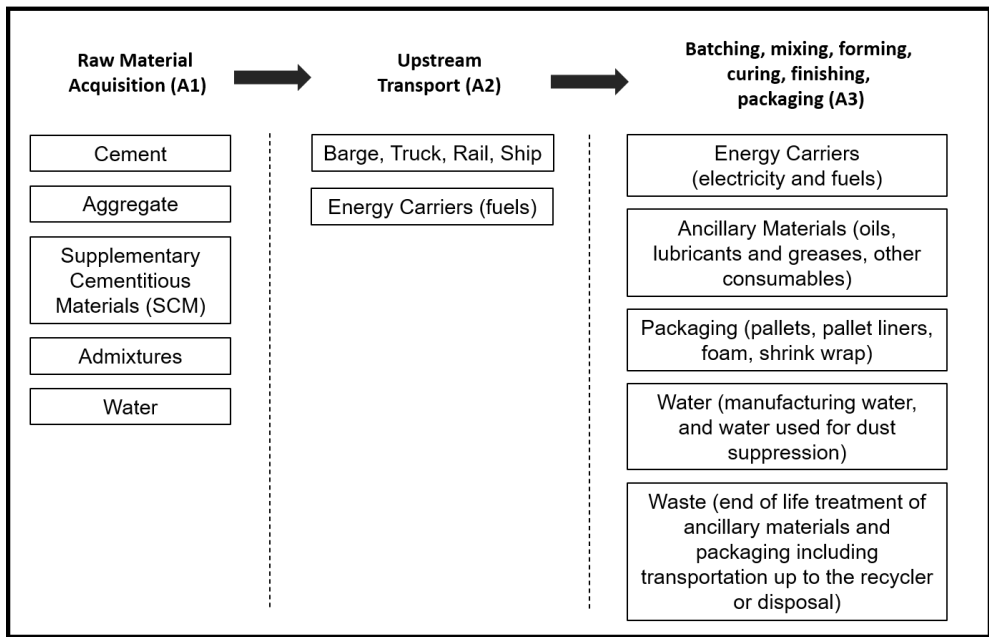 Raw Material
Acquisition (A1)
Upstream
Transport (A2)
Batching, mixing, forming,
curing, finishing,
packaging (A3)
Cement
Aggregate
Supplementary
Cementitious
Materials (SCM)
Admixtures
Water
Barge, Truck, Rail, Ship
Energy Carriers (fuels)
Energy Carriers
(electricity and fuels)
Ancillary Materials (oils,
lubricants and greases, other
consumables)
Packaging (pallets, pallet liners,
foam, shrink wrap)
Water (manufacturing water,
and water used for dust
suppression)
Waste (end of life treatment of
ancillary materials and
packaging including
transportation up to the recycler
or disposal)